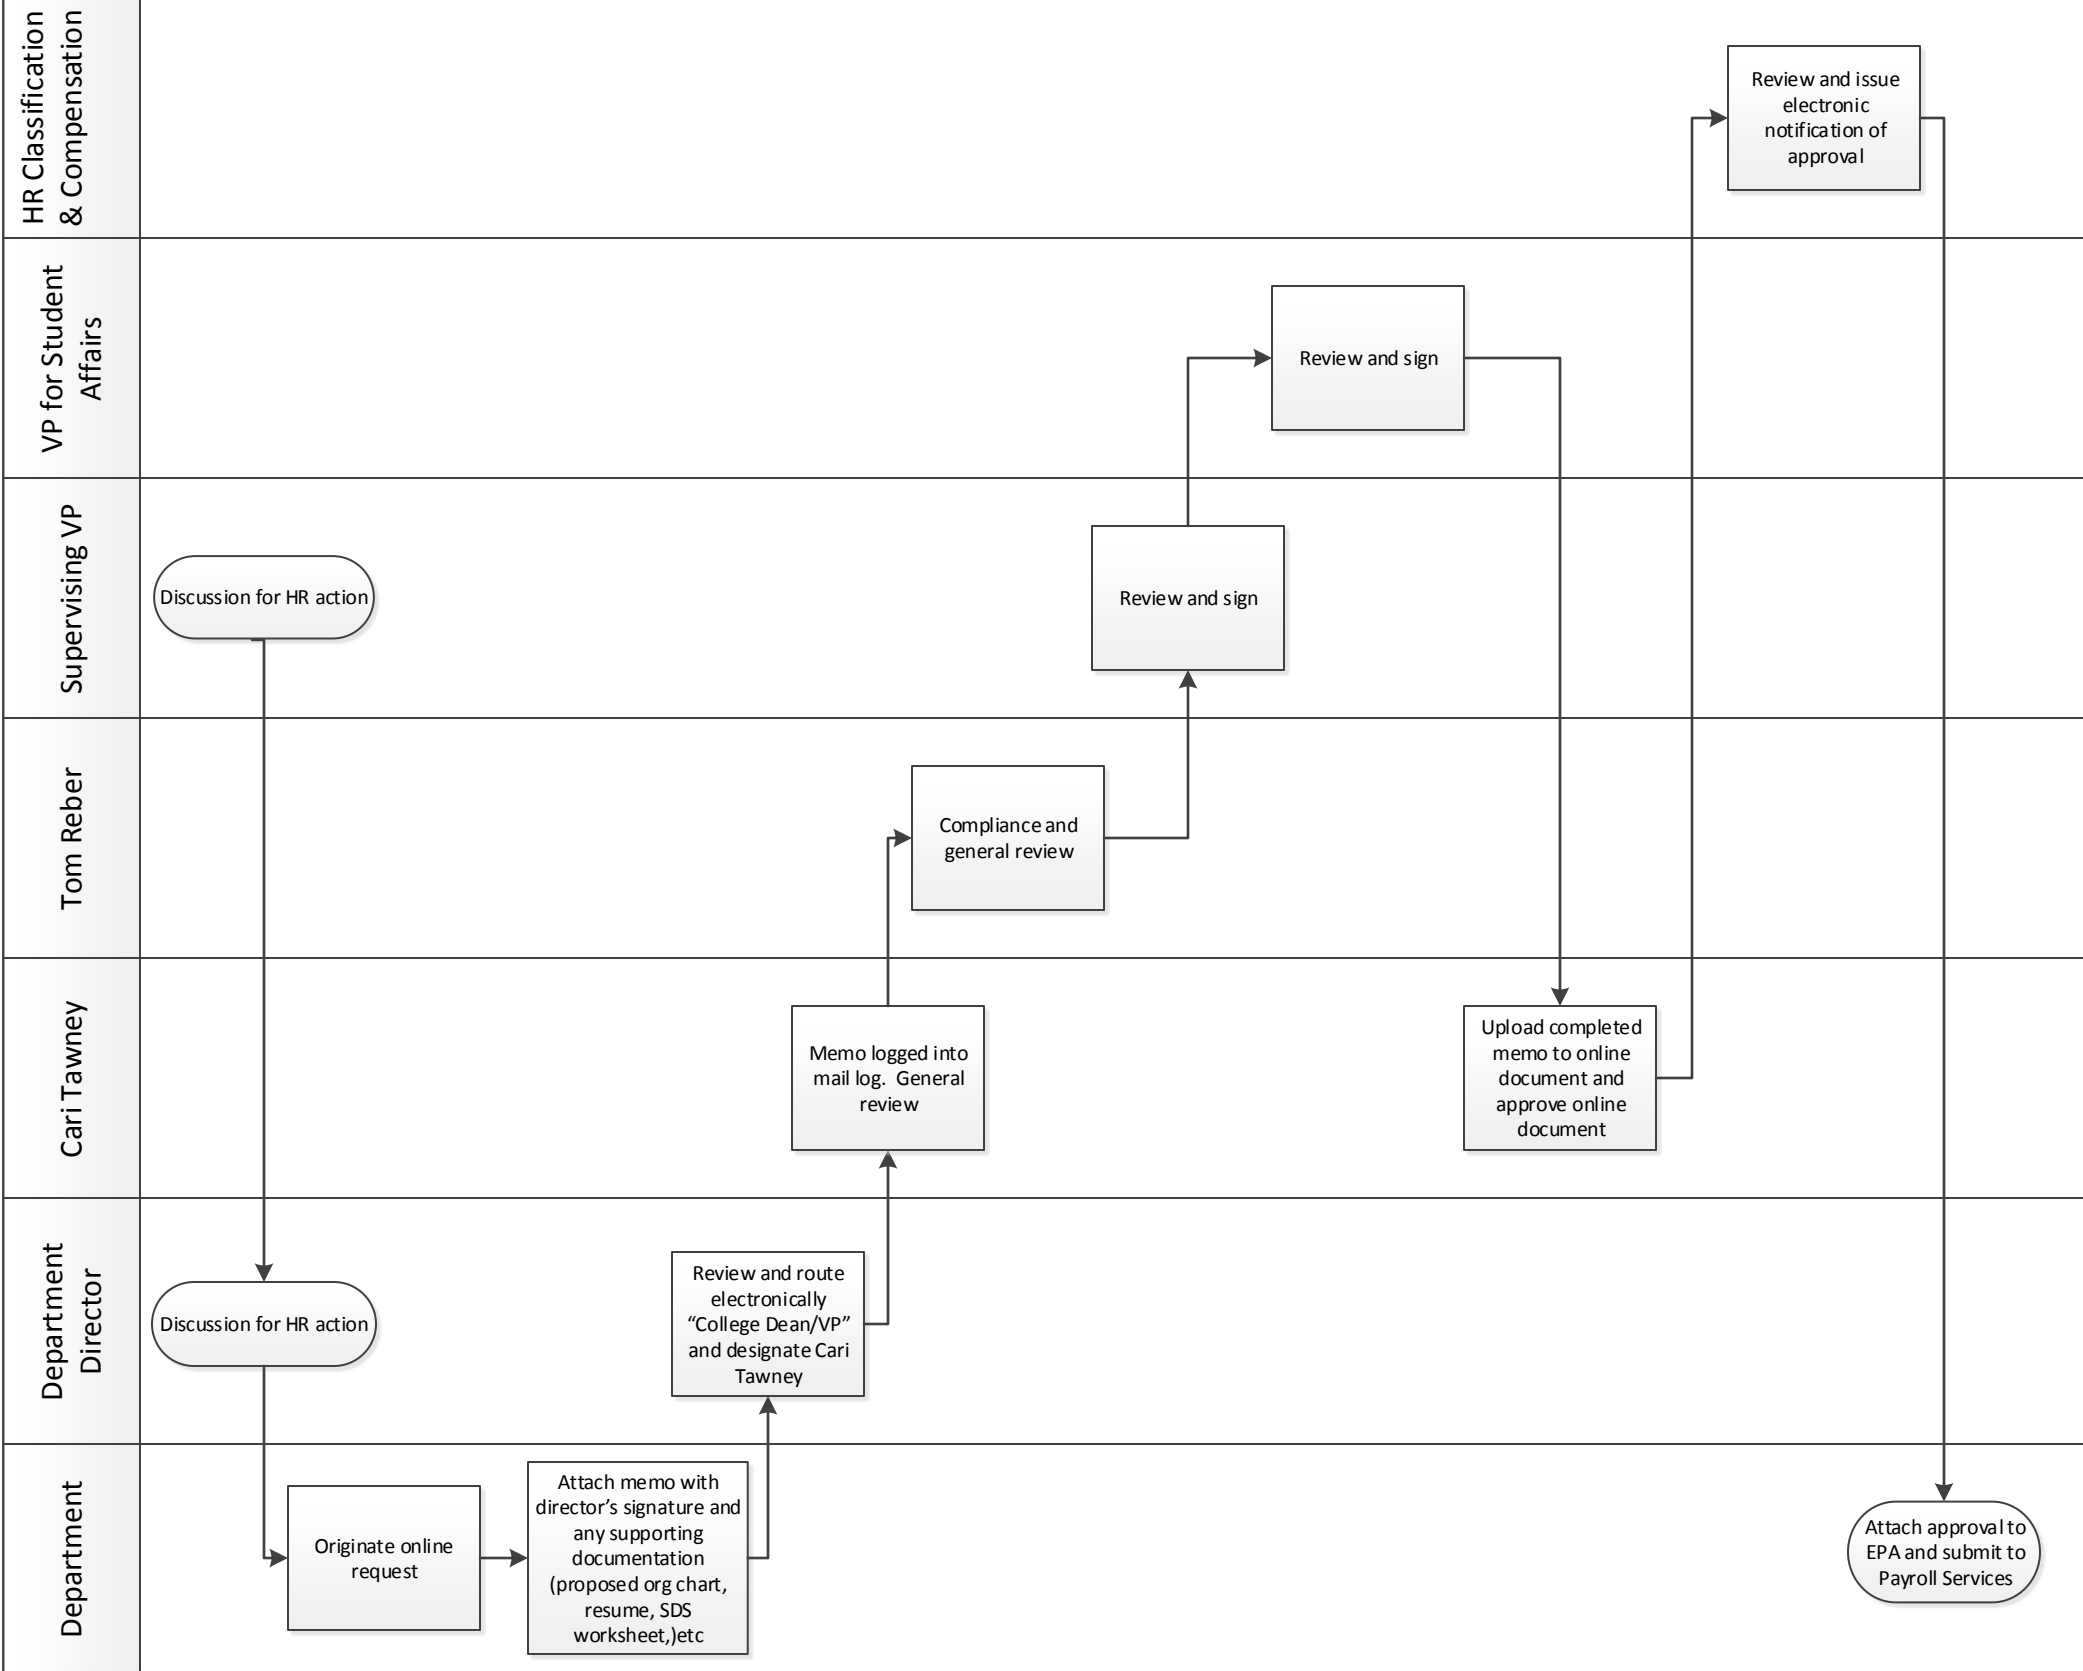 HR Classification
& Compensation
Review and issue
electronic
notification of
approval
VP for Student
Affairs
Review and sign
Supervising VP
Discussion for HR action
Review and sign
Tom Reber
Compliance and
general review
Cari Tawney
Memo logged into
mail log.  General
review
Upload completed
memo to online
document and
approve online
document
Department
Director
Discussion for HR action
Review and route
electronically
“College Dean/VP”
and designate Cari
Tawney
Department
Originate online
request
Attach memo with
director’s signature and
any supporting
documentation
(proposed org chart,
resume, SDS
worksheet,)etc
Attach approval to
EPA and submit to
Payroll Services